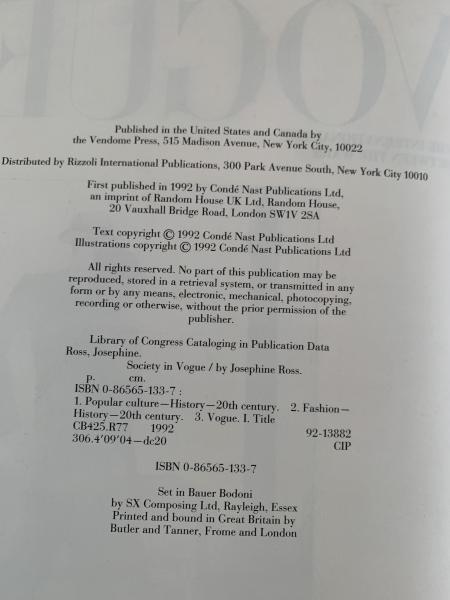 VOGUE
Published in the United States and Canada by
the Vendome Press, 515 Madison Avenue, New York City, 10022
Distributed by Rizzoli International Publications, 300 Park Avenue South, New York City 10010
First published in 1992 by Condé Nast Publications Ltd,
an imprint of Random House UK Ltd, Random House,
20 Vauxhall Bridge Road, London SW1V 2SA
Text copyright © 1992 Condé Nast Publications Ltd
Illustrations copyright © 1992 Condé Nast Publications Ltd
All rights reserved. No part of this publication may be
reproduced, stored in a retrieval system, or transmitted in any
form or by any means, electronic, mechanical, photocopying,
recording or otherwise, without the prior permission of the
publisher.
Library of Congress Cataloging in Publication Data
Ross, Josephine.
Society in Vogue / by Josephine Ross.
p. cm.
ISBN 0-86565-133-7 :
1. Popular culture—History—20th century. 2. Fashion—
History—20th century. 3. Vogue. I. Title
CB425.R77 1992 92-13882
306.4'09'04—dc20 CIP
ISBN 0-86565-133-7
Set in Bauer Bodoni
by SX Composing Ltd, Rayleigh, Essex
Printed and bound in Great Britain by
Butler and Tanner, Frome and London